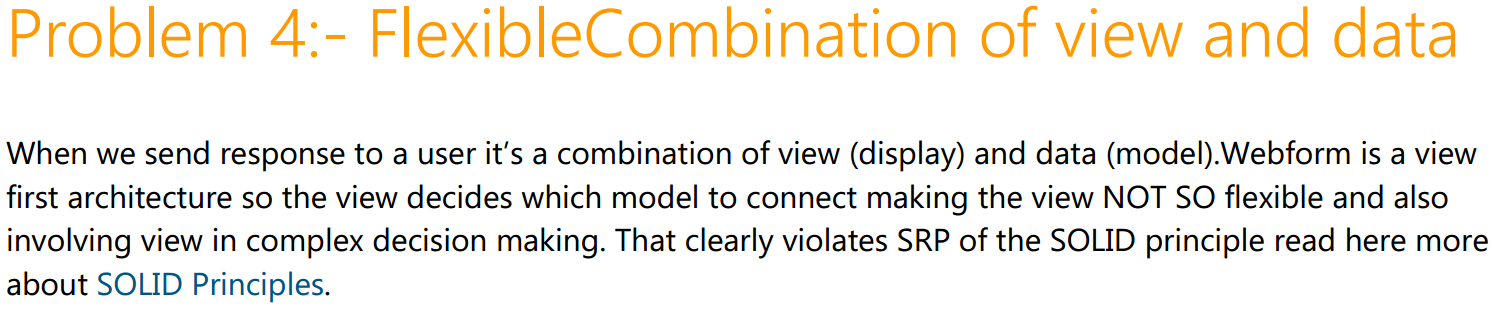 Problem 4:- FlexibleCombination of view and data
When we send response to a user it’s a combination of view (display) and data (model).Webform is a view
first architecture so the view decides which model to connect making the view NOT SO flexible and also
involving view in complex decision making. That clearly violates SRP of the SOLID principle read here more
about SOLID Principles.